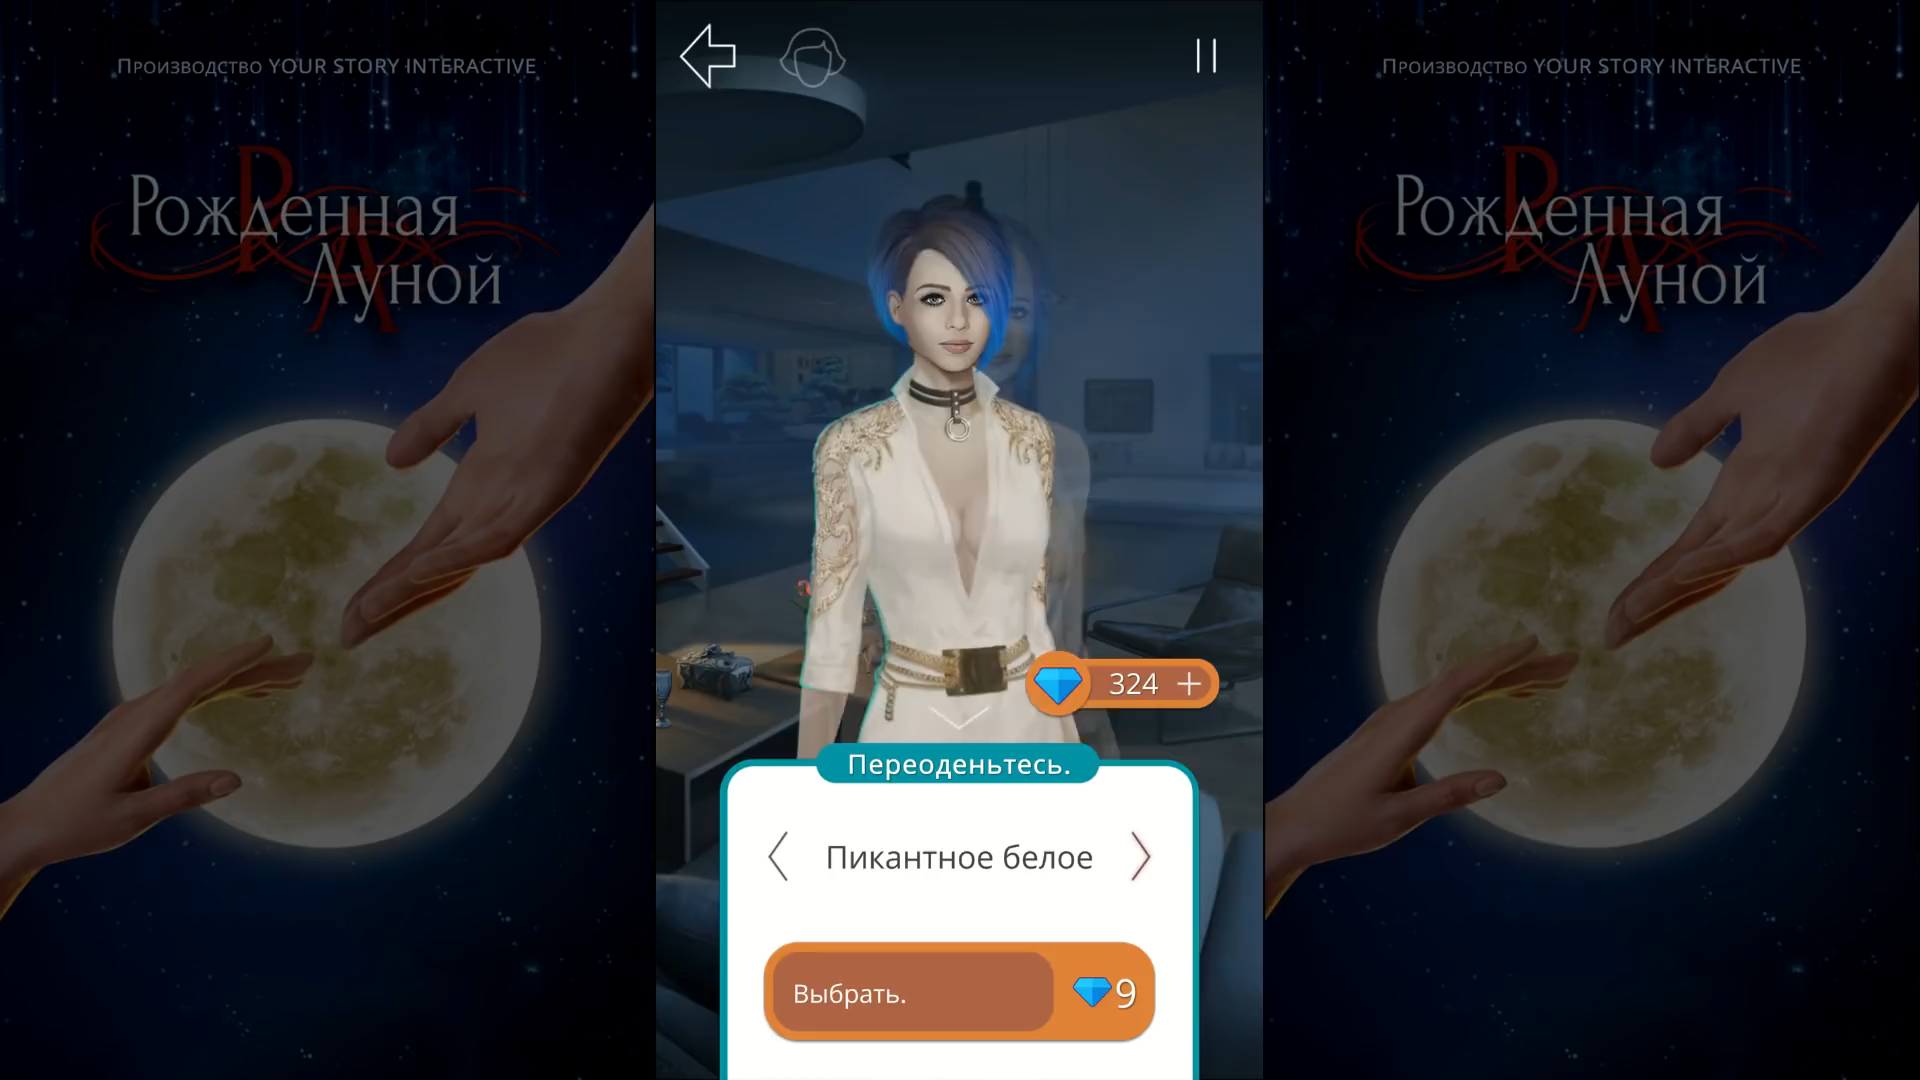 Производство YOUR STORY INTERACTIVE
Рожденная
Луной
324 +
Переоденьтесь.
Пикантное белое
Выбрать.
9
Производство YOUR STORY INTERACTIVE
Рожденная
Луной